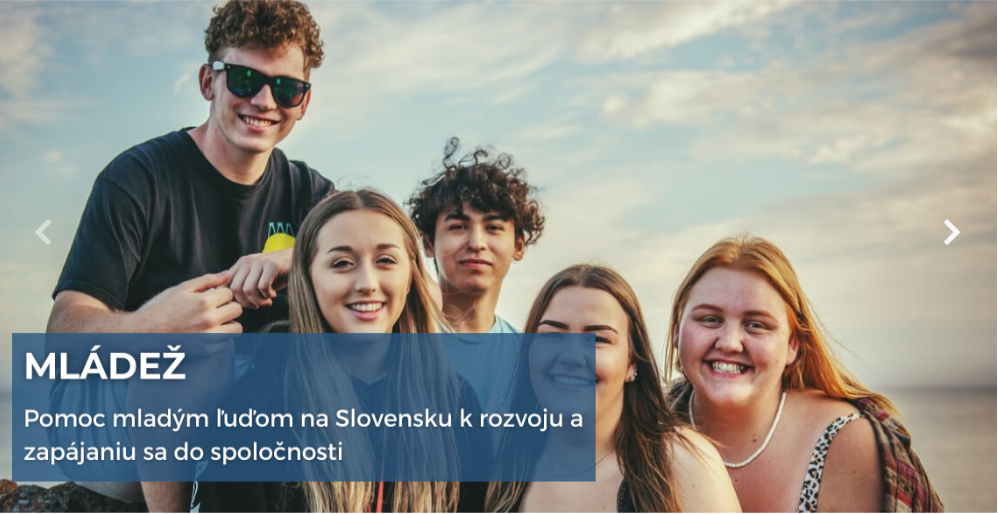 MLÁDEŽ
Pomoc mladým ľuďom na Slovensku k rozvoju a
zapájaniu sa do spoločnosti